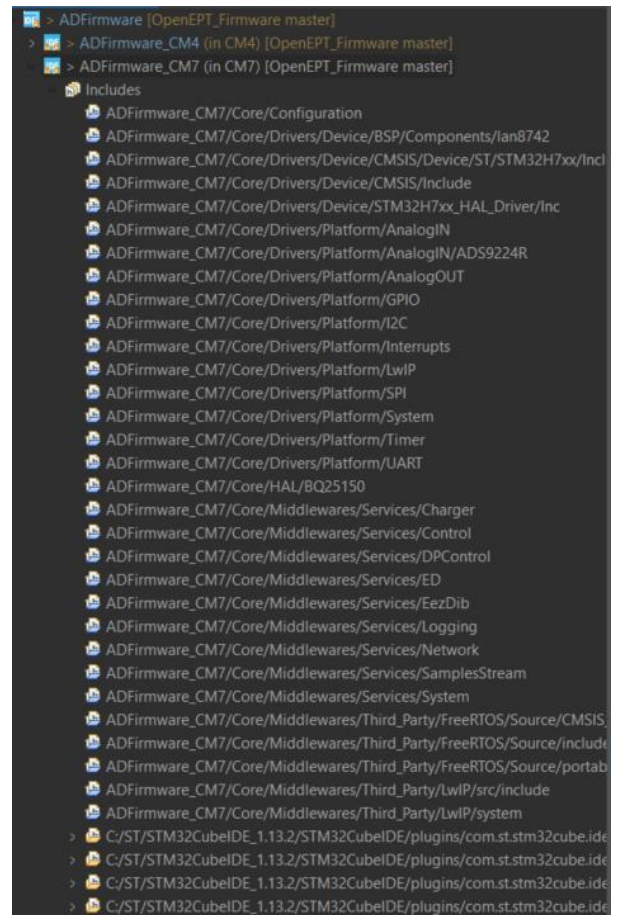 > ADFirmware [OpenEPT_Firmware master]
> ADFirmware_CM4 (in CM4) [OpenEPT_Firmware master]
> ADFirmware_CM7 (in CM7) [OpenEPT_Firmware master]
Includes
ADFirmware_CM7/Core/Configuration
ADFirmware_CM7/Core/Drivers/Device/BSP/Components/lan8742
ADFirmware_CM7/Core/Drivers/Device/CMSIS/Device/ST/STM32H7xx/Incl
ADFirmware_CM7/Core/Drivers/Device/CMSIS/Include
ADFirmware_CM7/Core/Drivers/Device/STM32H7xx_HAL_Driver/Inc
ADFirmware_CM7/Core/Drivers/Platform/AnalogIN
ADFirmware_CM7/Core/Drivers/Platform/AnalogIN/ADS9224R
ADFirmware_CM7/Core/Drivers/Platform/AnalogOUT
ADFirmware_CM7/Core/Drivers/Platform/GPIO
ADFirmware_CM7/Core/Drivers/Platform/I2C
ADFirmware_CM7/Core/Drivers/Platform/Interrupts
ADFirmware_CM7/Core/Drivers/Platform/LwIP
ADFirmware_CM7/Core/Drivers/Platform/SPI
ADFirmware_CM7/Core/Drivers/Platform/System
ADFirmware_CM7/Core/Drivers/Platform/Timer
ADFirmware_CM7/Core/Drivers/Platform/UART
ADFirmware_CM7/Core/HAL/BQ25150
ADFirmware_CM7/Core/Middlewares/Services/Charger
ADFirmware_CM7/Core/Middlewares/Services/Control
ADFirmware_CM7/Core/Middlewares/Services/DPControl
ADFirmware_CM7/Core/Middlewares/Services/ED
ADFirmware_CM7/Core/Middlewares/Services/EezDib
ADFirmware_CM7/Core/Middlewares/Services/Logging
ADFirmware_CM7/Core/Middlewares/Services/Network
ADFirmware_CM7/Core/Middlewares/Services/SamplesStream
ADFirmware_CM7/Core/Middlewares/Services/System
ADFirmware_CM7/Core/Middlewares/Third_Party/FreeRTOS/Source/CMSIS_
ADFirmware_CM7/Core/Middlewares/Third_Party/FreeRTOS/Source/include
ADFirmware_CM7/Core/Middlewares/Third_Party/FreeRTOS/Source/portab
ADFirmware_CM7/Core/Middlewares/Third_Party/LwIP/src/include
ADFirmware_CM7/Core/Middlewares/Third_Party/LwIP/system
C:/ST/STM32CubeIDE_1.13.2/STM32CubeIDE/plugins/com.st.stm32cube.ide
C:/ST/STM32CubeIDE_1.13.2/STM32CubeIDE/plugins/com.st.stm32cube.ide
C:/ST/STM32CubeIDE_1.13.2/STM32CubeIDE/plugins/com.st.stm32cube.ide
C:/ST/STM32CubeIDE_1.13.2/STM32CubeIDE/plugins/com.st.stm32cube.ide